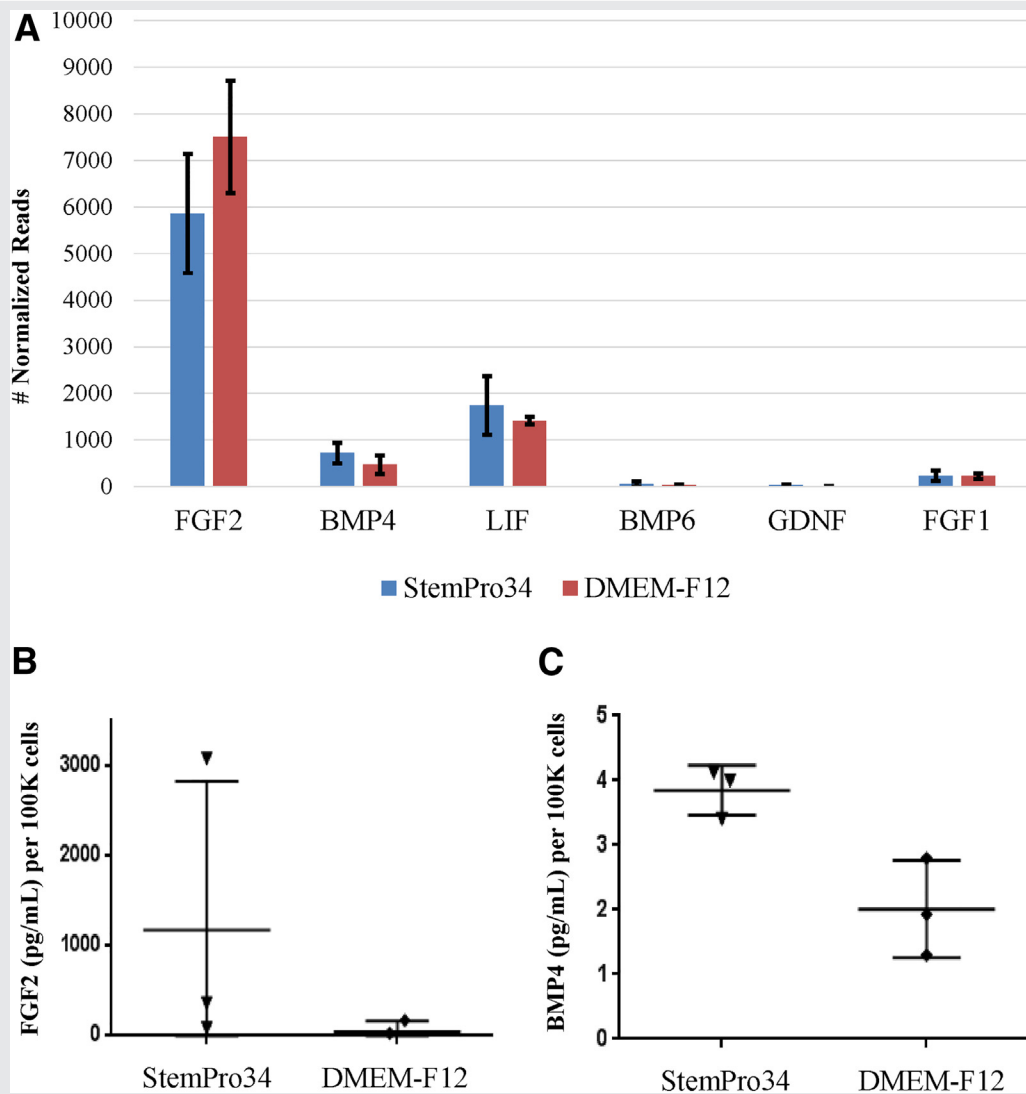 A
# Normalized Reads
10000
9000
8000
7000
6000
5000
4000
3000
2000
1000
0
FGF2 BMP4 LIF BMP6 GDNF FGF1
StemPro34 DMEM-F12
B
FGF2 (pg/mL) per 100K cells
3000
2000
1000
0
StemPro34 DMEM-F12
C
BMP4 (pg/mL) per 100K cells
5
4
3
2
1
0
StemPro34 DMEM-F12